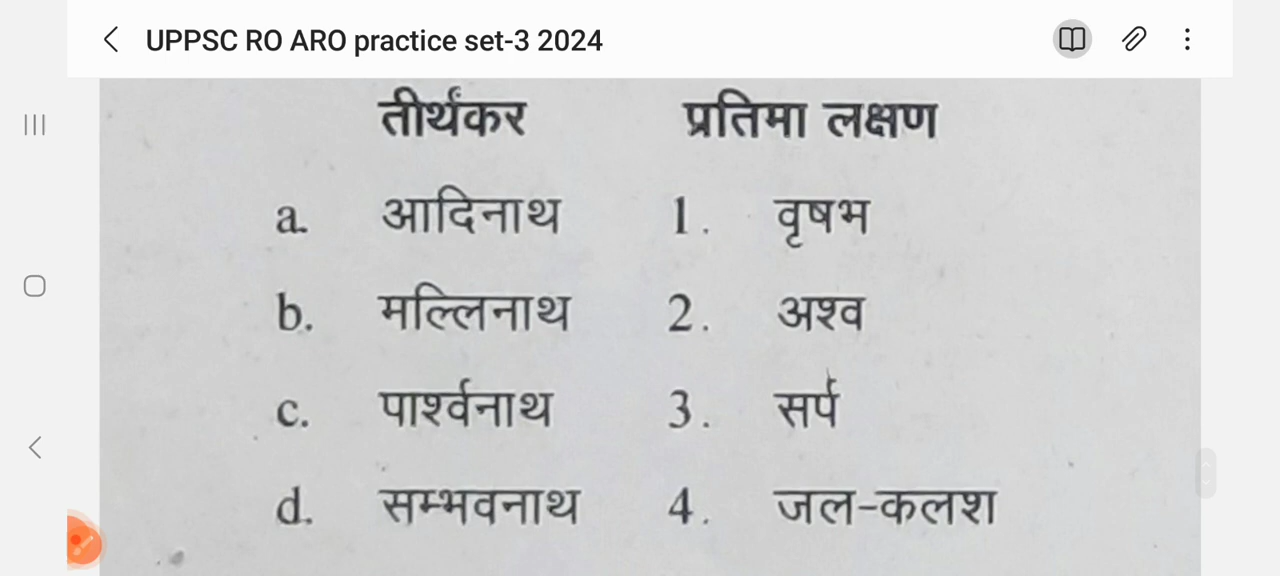 UPPSC RO ARO practice set-3 2024
तीर्थंकर प्रतिमा लक्षण
a. आदिनाथ 1. वृषभ
b. मल्लिनाथ 2. अश्व
c. पार्श्वनाथ 3. सर्प
d. सम्भवनाथ 4. जल-कलश